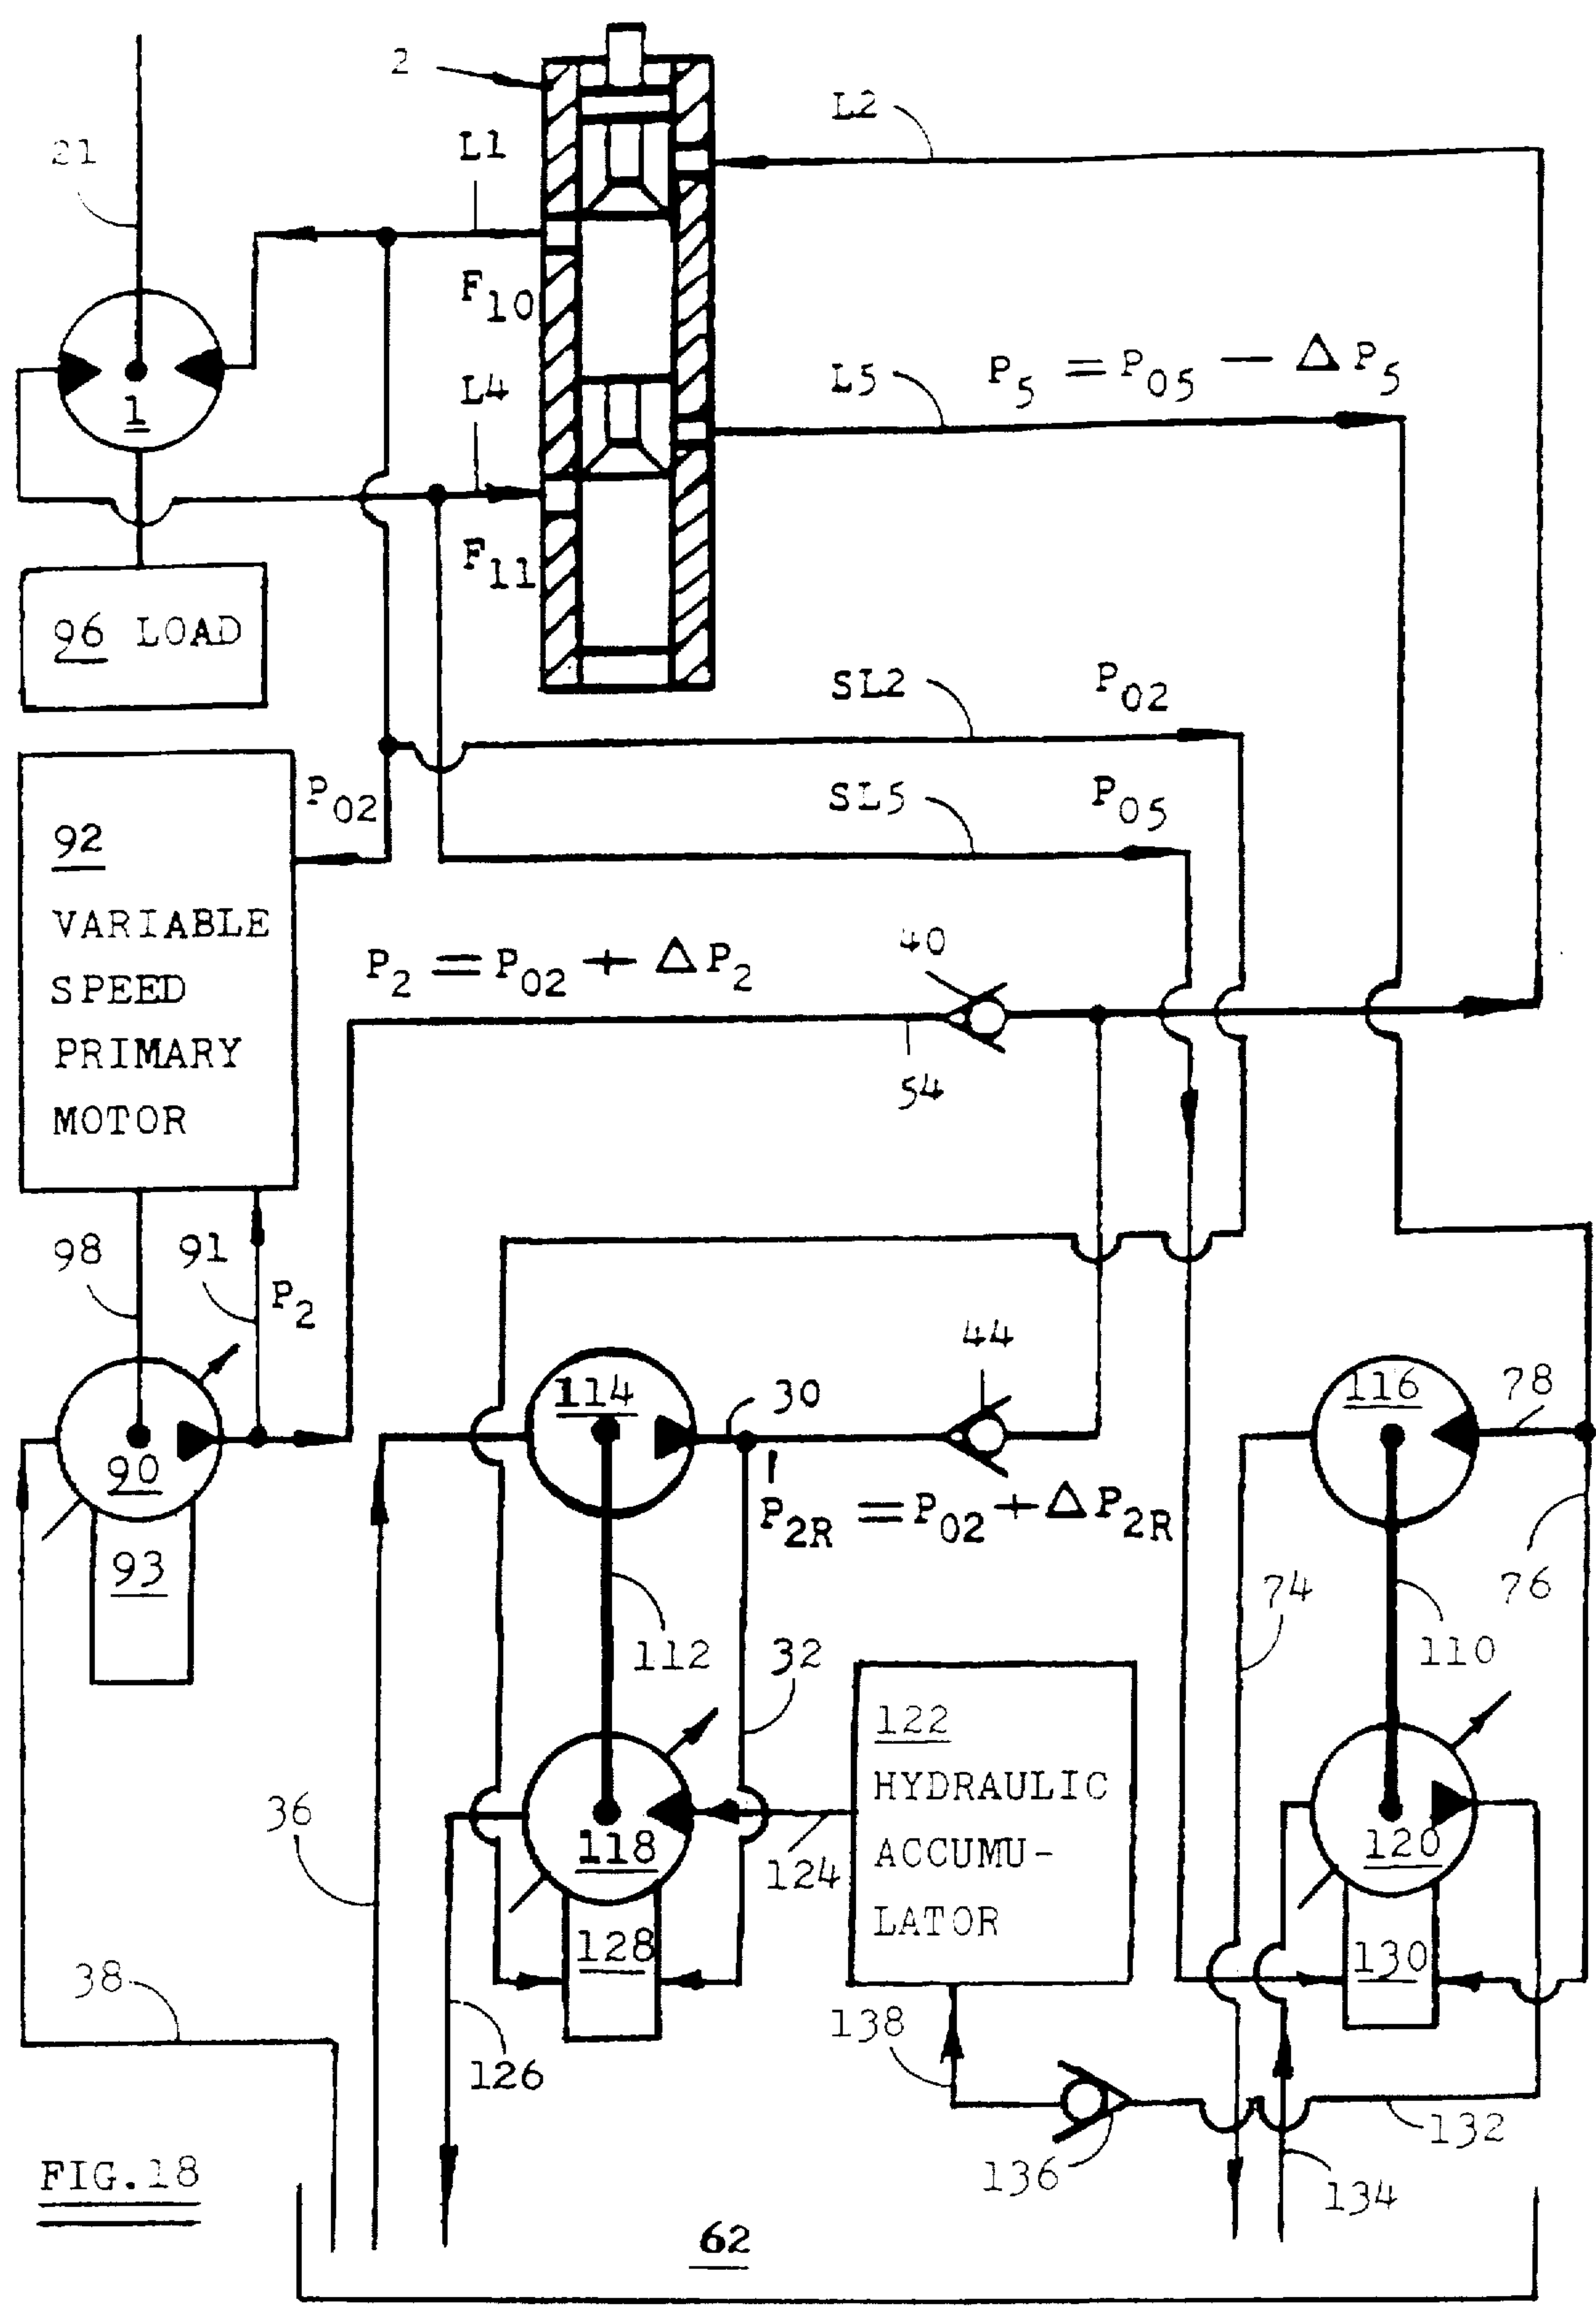 2
L2
21
L1
F10
L5
P5 = P05 − ΔP5
1
L4
F11
96 LOAD
SL2
P02
P02
SL5
P05
92
VARIABLE
SPEED
PRIMARY
MOTOR
P2 = P02 + ΔP2
40
54
98
91
P2
44
114
30
116
78
90
P2R = P02 + ΔP2R
93
76
74
112
32
110
122
HYDRAULIC
ACCUMU-
LATOR
36
118
124
120
128
130
38
138
126
132
136
134
FIG.18
62